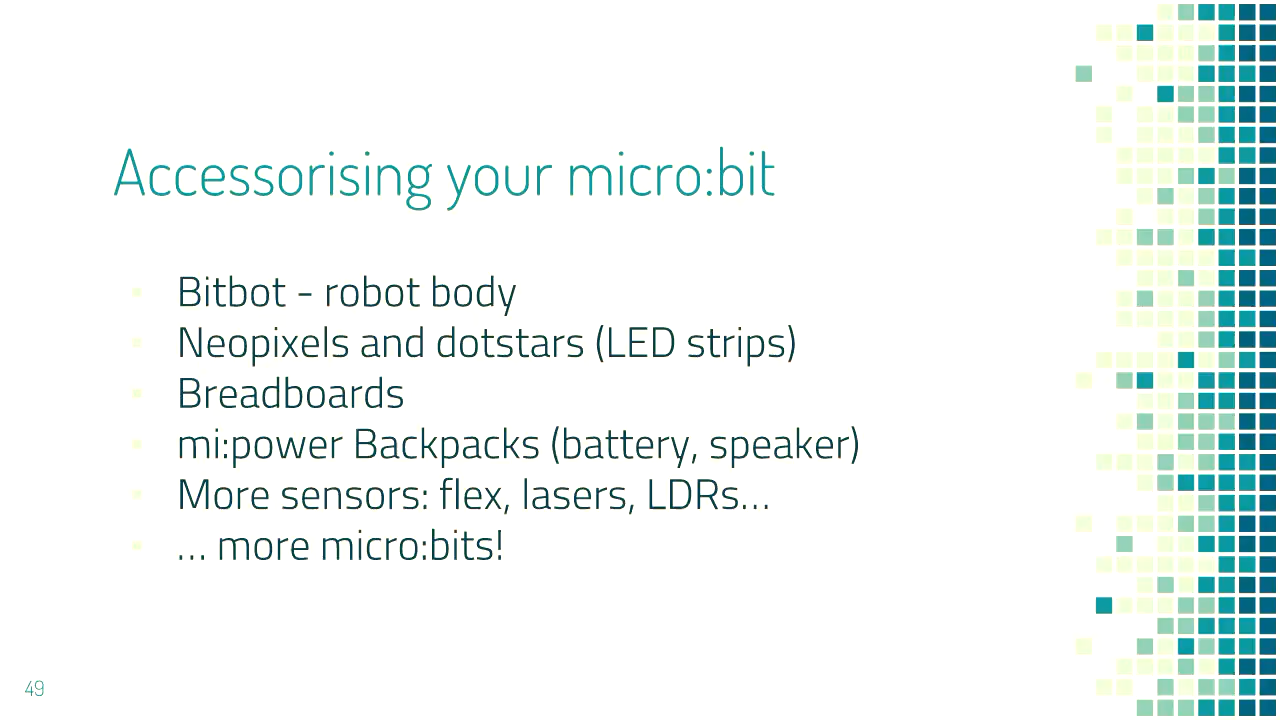 Accessorising your micro:bit
Bitbot - robot body
Neopixels and dotstars (LED strips)
Breadboards
mi:power Backpacks (battery, speaker)
More sensors: flex, lasers, LDRs...
... more micro:bits!
49